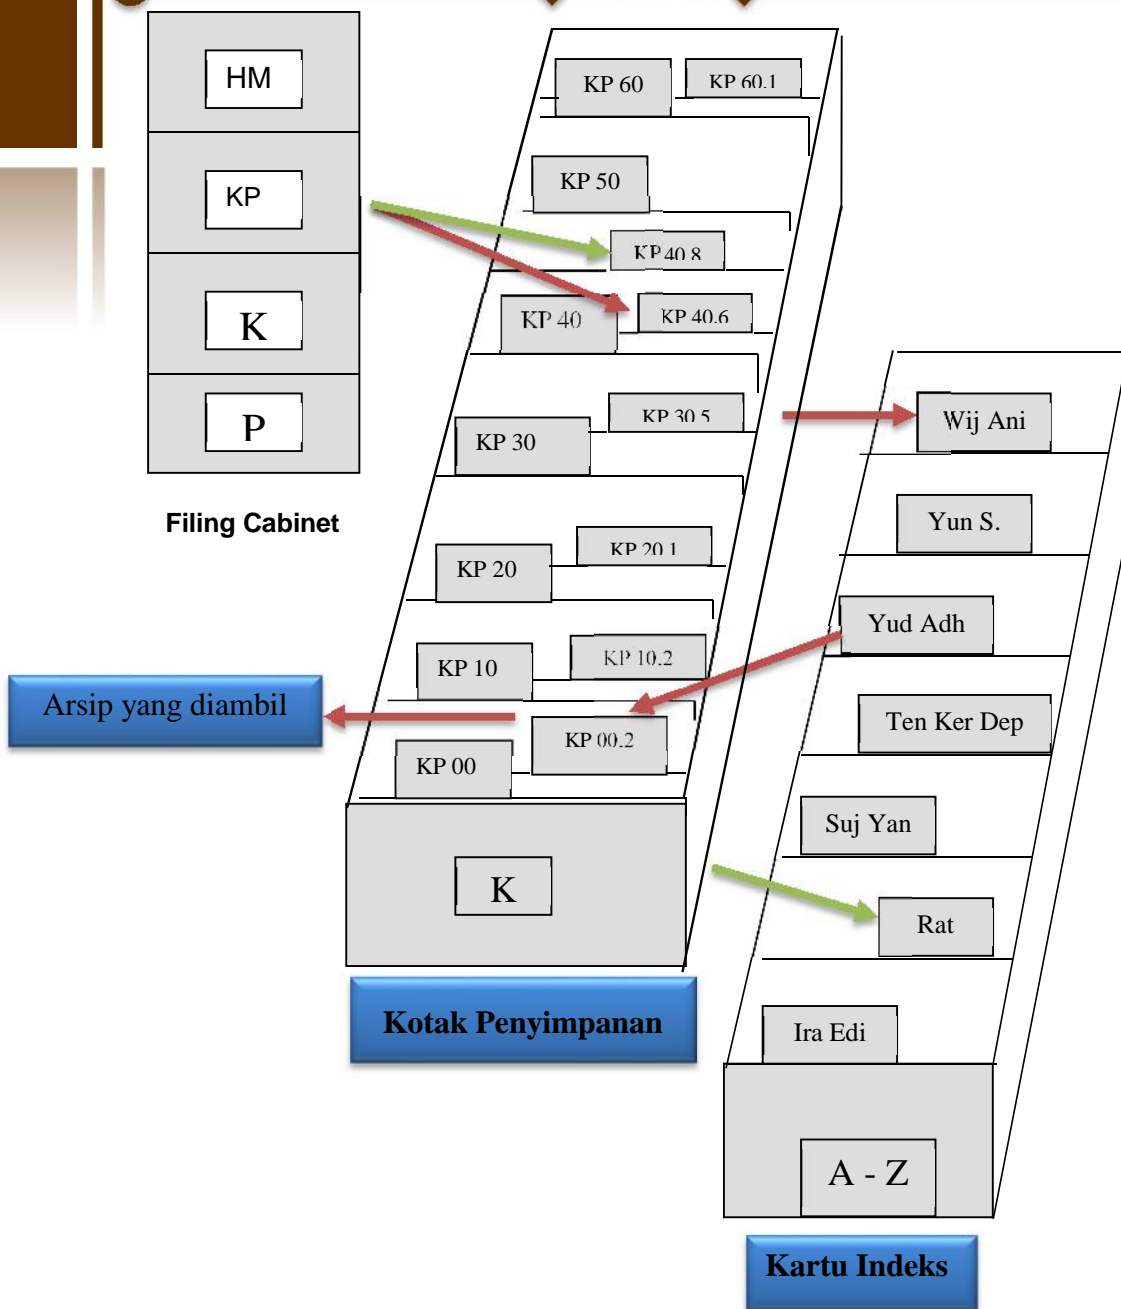 HM
KP
K
P
Filing Cabinet
KP 60
KP 60.1
KP 50
KP 40.8
KP 40
KP 40.6
KP 30
KP 30.5
KP 20
KP 20.1
KP 10
KP 10.2
KP 00
KP 00.2
K
Kotak Penyimpanan
Arsip yang diambil
Wij Ani
Yun S.
Yud Adh
Ten Ker Dep
Suj Yan
Rat
Ira Edi
A - Z
Kartu Indeks